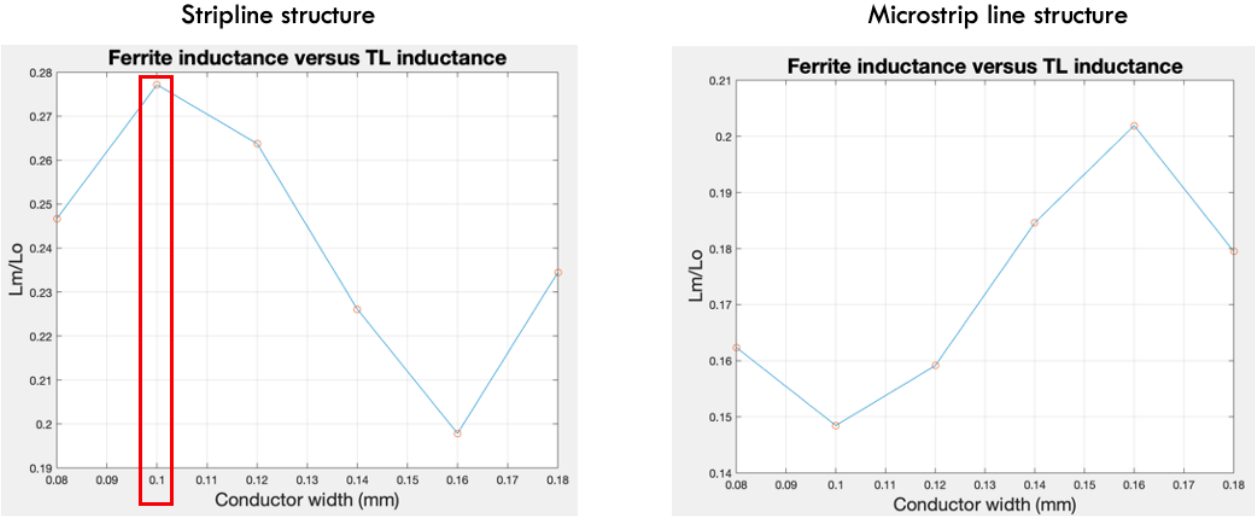 Stripline structure
Ferrite inductance versus TL inductance
0.28
0.27
0.26
0.25
0.24
0.23
0.22
0.21
0.2
0.19
Lm/Lo
0.08 0.09 0.1 0.11 0.12 0.13 0.14 0.15 0.16 0.17 0.18
Conductor width (mm)
Microstrip line structure
Ferrite inductance versus TL inductance
0.21
0.2
0.19
0.18
0.17
0.16
0.15
0.14
Lm/Lo
0.08 0.09 0.1 0.11 0.12 0.13 0.14 0.15 0.16 0.17 0.18
Conductor width (mm)